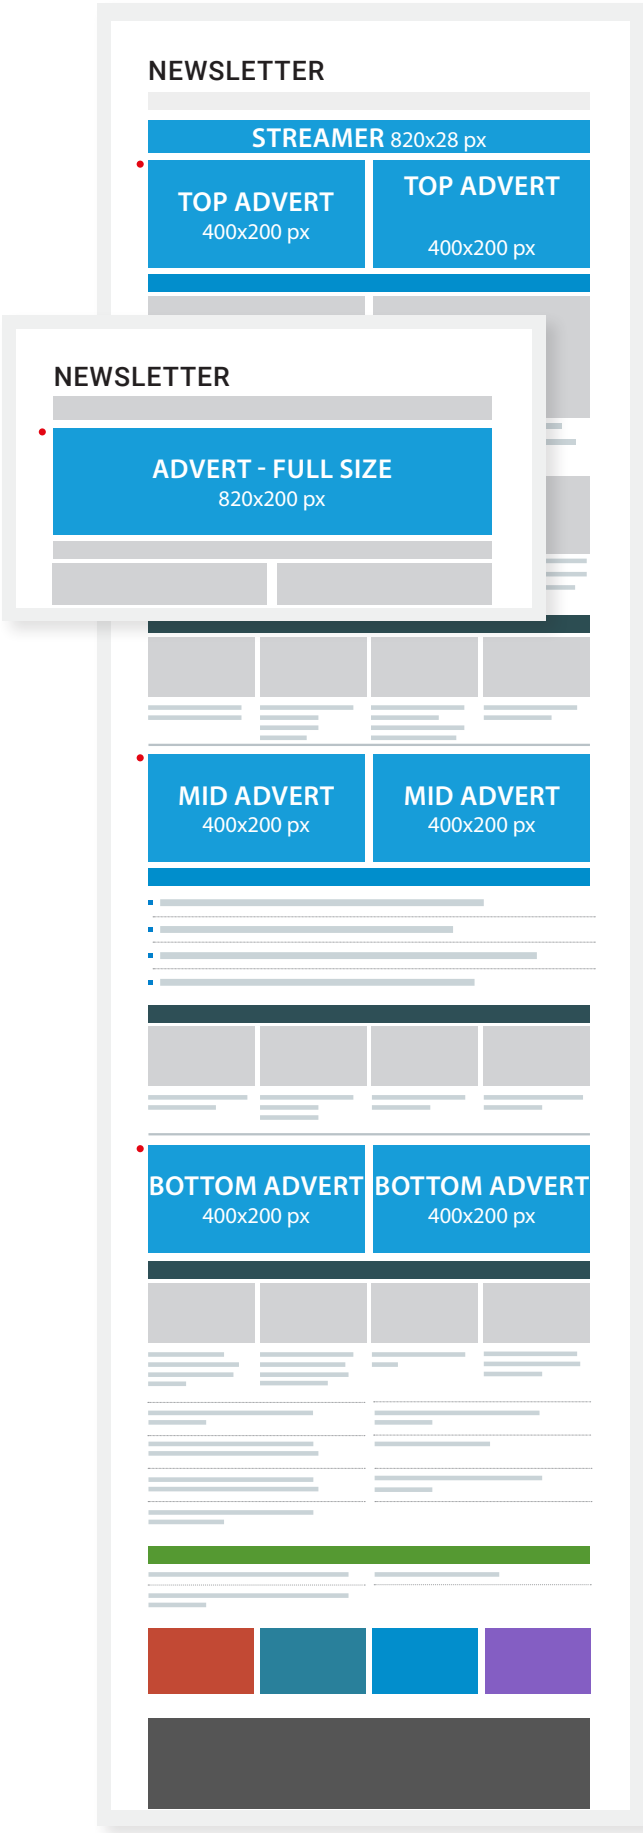 NEWSLETTER
STREAMER 820x28 px
TOP ADVERT
400x200 px
TOP ADVERT
400x200 px
NEWSLETTER
ADVERT - FULL SIZE
820x200 px
MID ADVERT
400x200 px
MID ADVERT
400x200 px
BOTTOM ADVERT
400x200 px
BOTTOM ADVERT
400x200 px